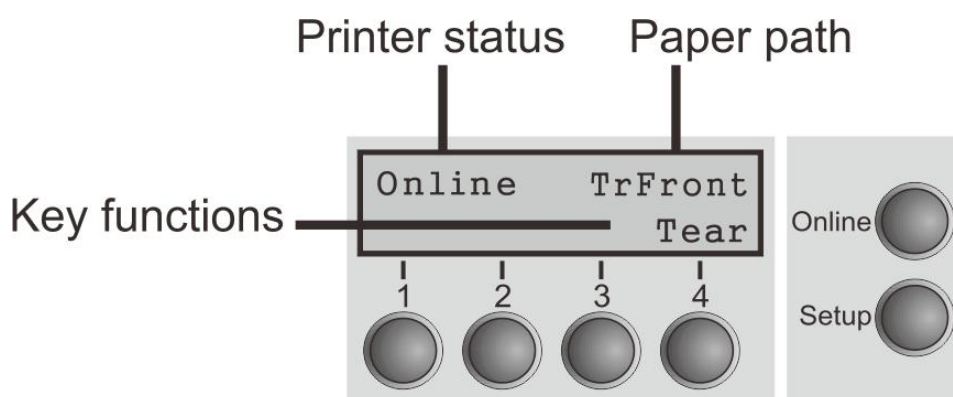 Printer status Paper path
Online TrFront
Key functions
Tear
Online
1 2 3 4
Setup